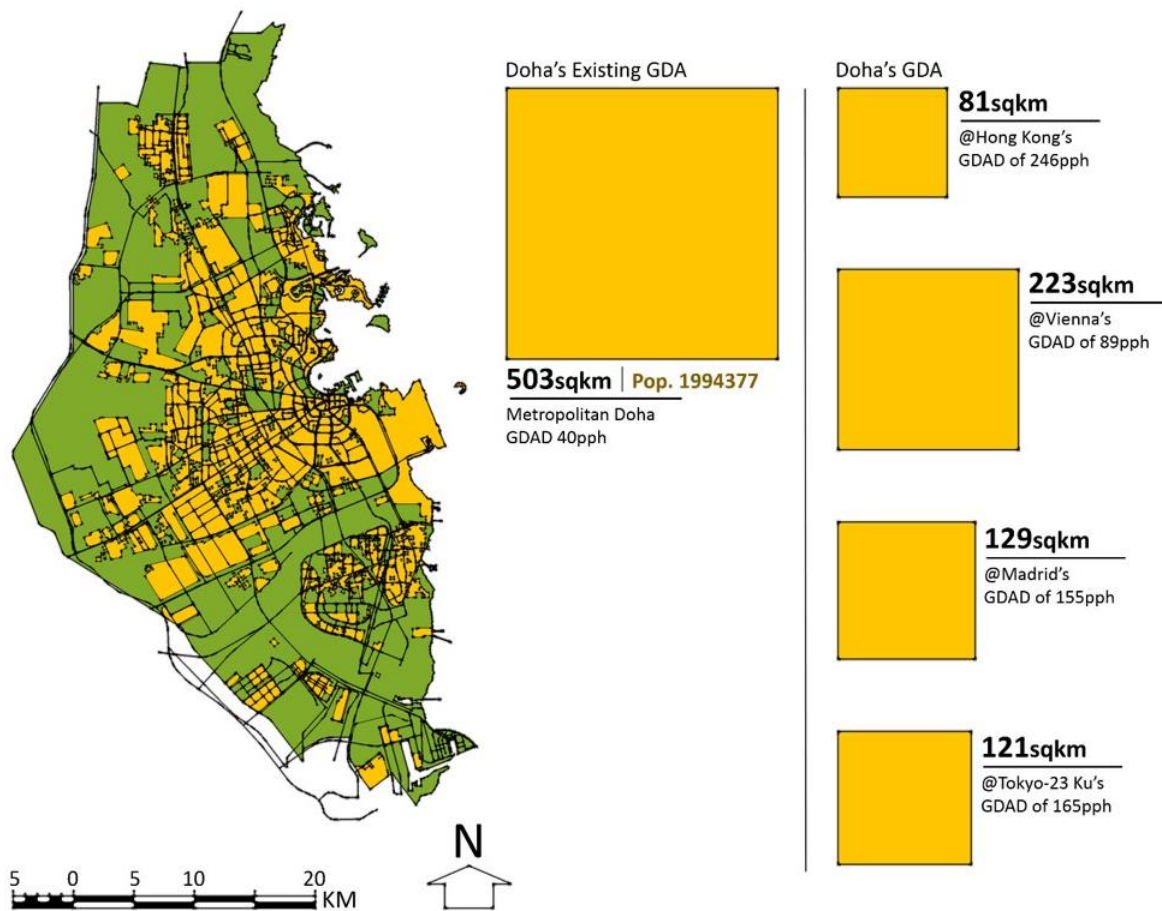 Doha's Existing GDA
503sqkm | Pop. 1994377
Metropolitan Doha
GDAD 40pph
Doha's GDA
81sqkm
@Hong Kong's
GDAD of 246pph
223sqkm
@Vienna's
GDAD of 89pph
129sqkm
@Madrid's
GDAD of 155pph
121sqkm
@Tokyo-23 Ku's
GDAD of 165pph
5 0 5 10 20
KM
N